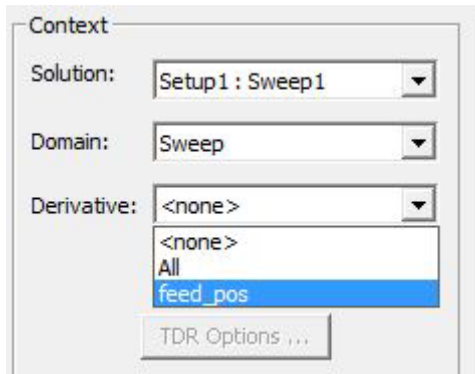 Context
Solution: Setup1 : Sweep1
Domain: Sweep
Derivative: <none>
<none>
All
feed_pos
TDR Options ...